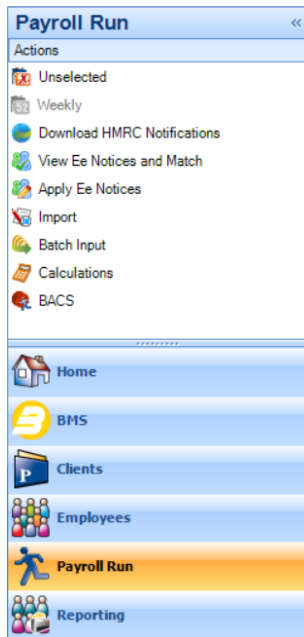 Payroll Run «
Actions
Unselected
Weekly
Download HMRC Notifications
View Ee Notices and Match
Apply Ee Notices
Import
Batch Input
Calculations
BACS
Home
BMS
Clients
Employees
Payroll Run
Reporting